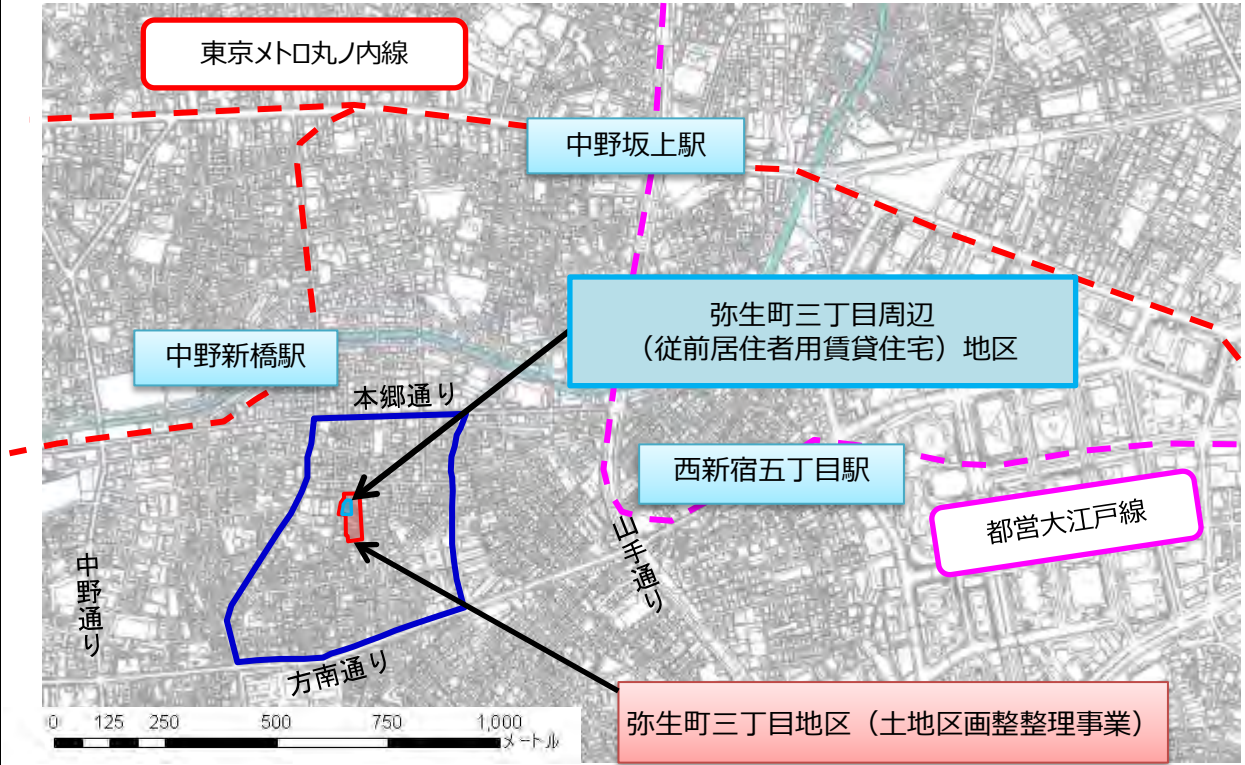 東京メトロ丸ノ内線
中野坂上駅
弥生町三丁目周辺
（従前居住者用賃貸住宅）地区
中野新橋駅
本郷通り
西新宿五丁目駅
都営大江戸線
山手通り
中野通り
方南通り
弥生町三丁目地区（土地区画整整理事業）
0 125 250 500 750 1,000
メートル